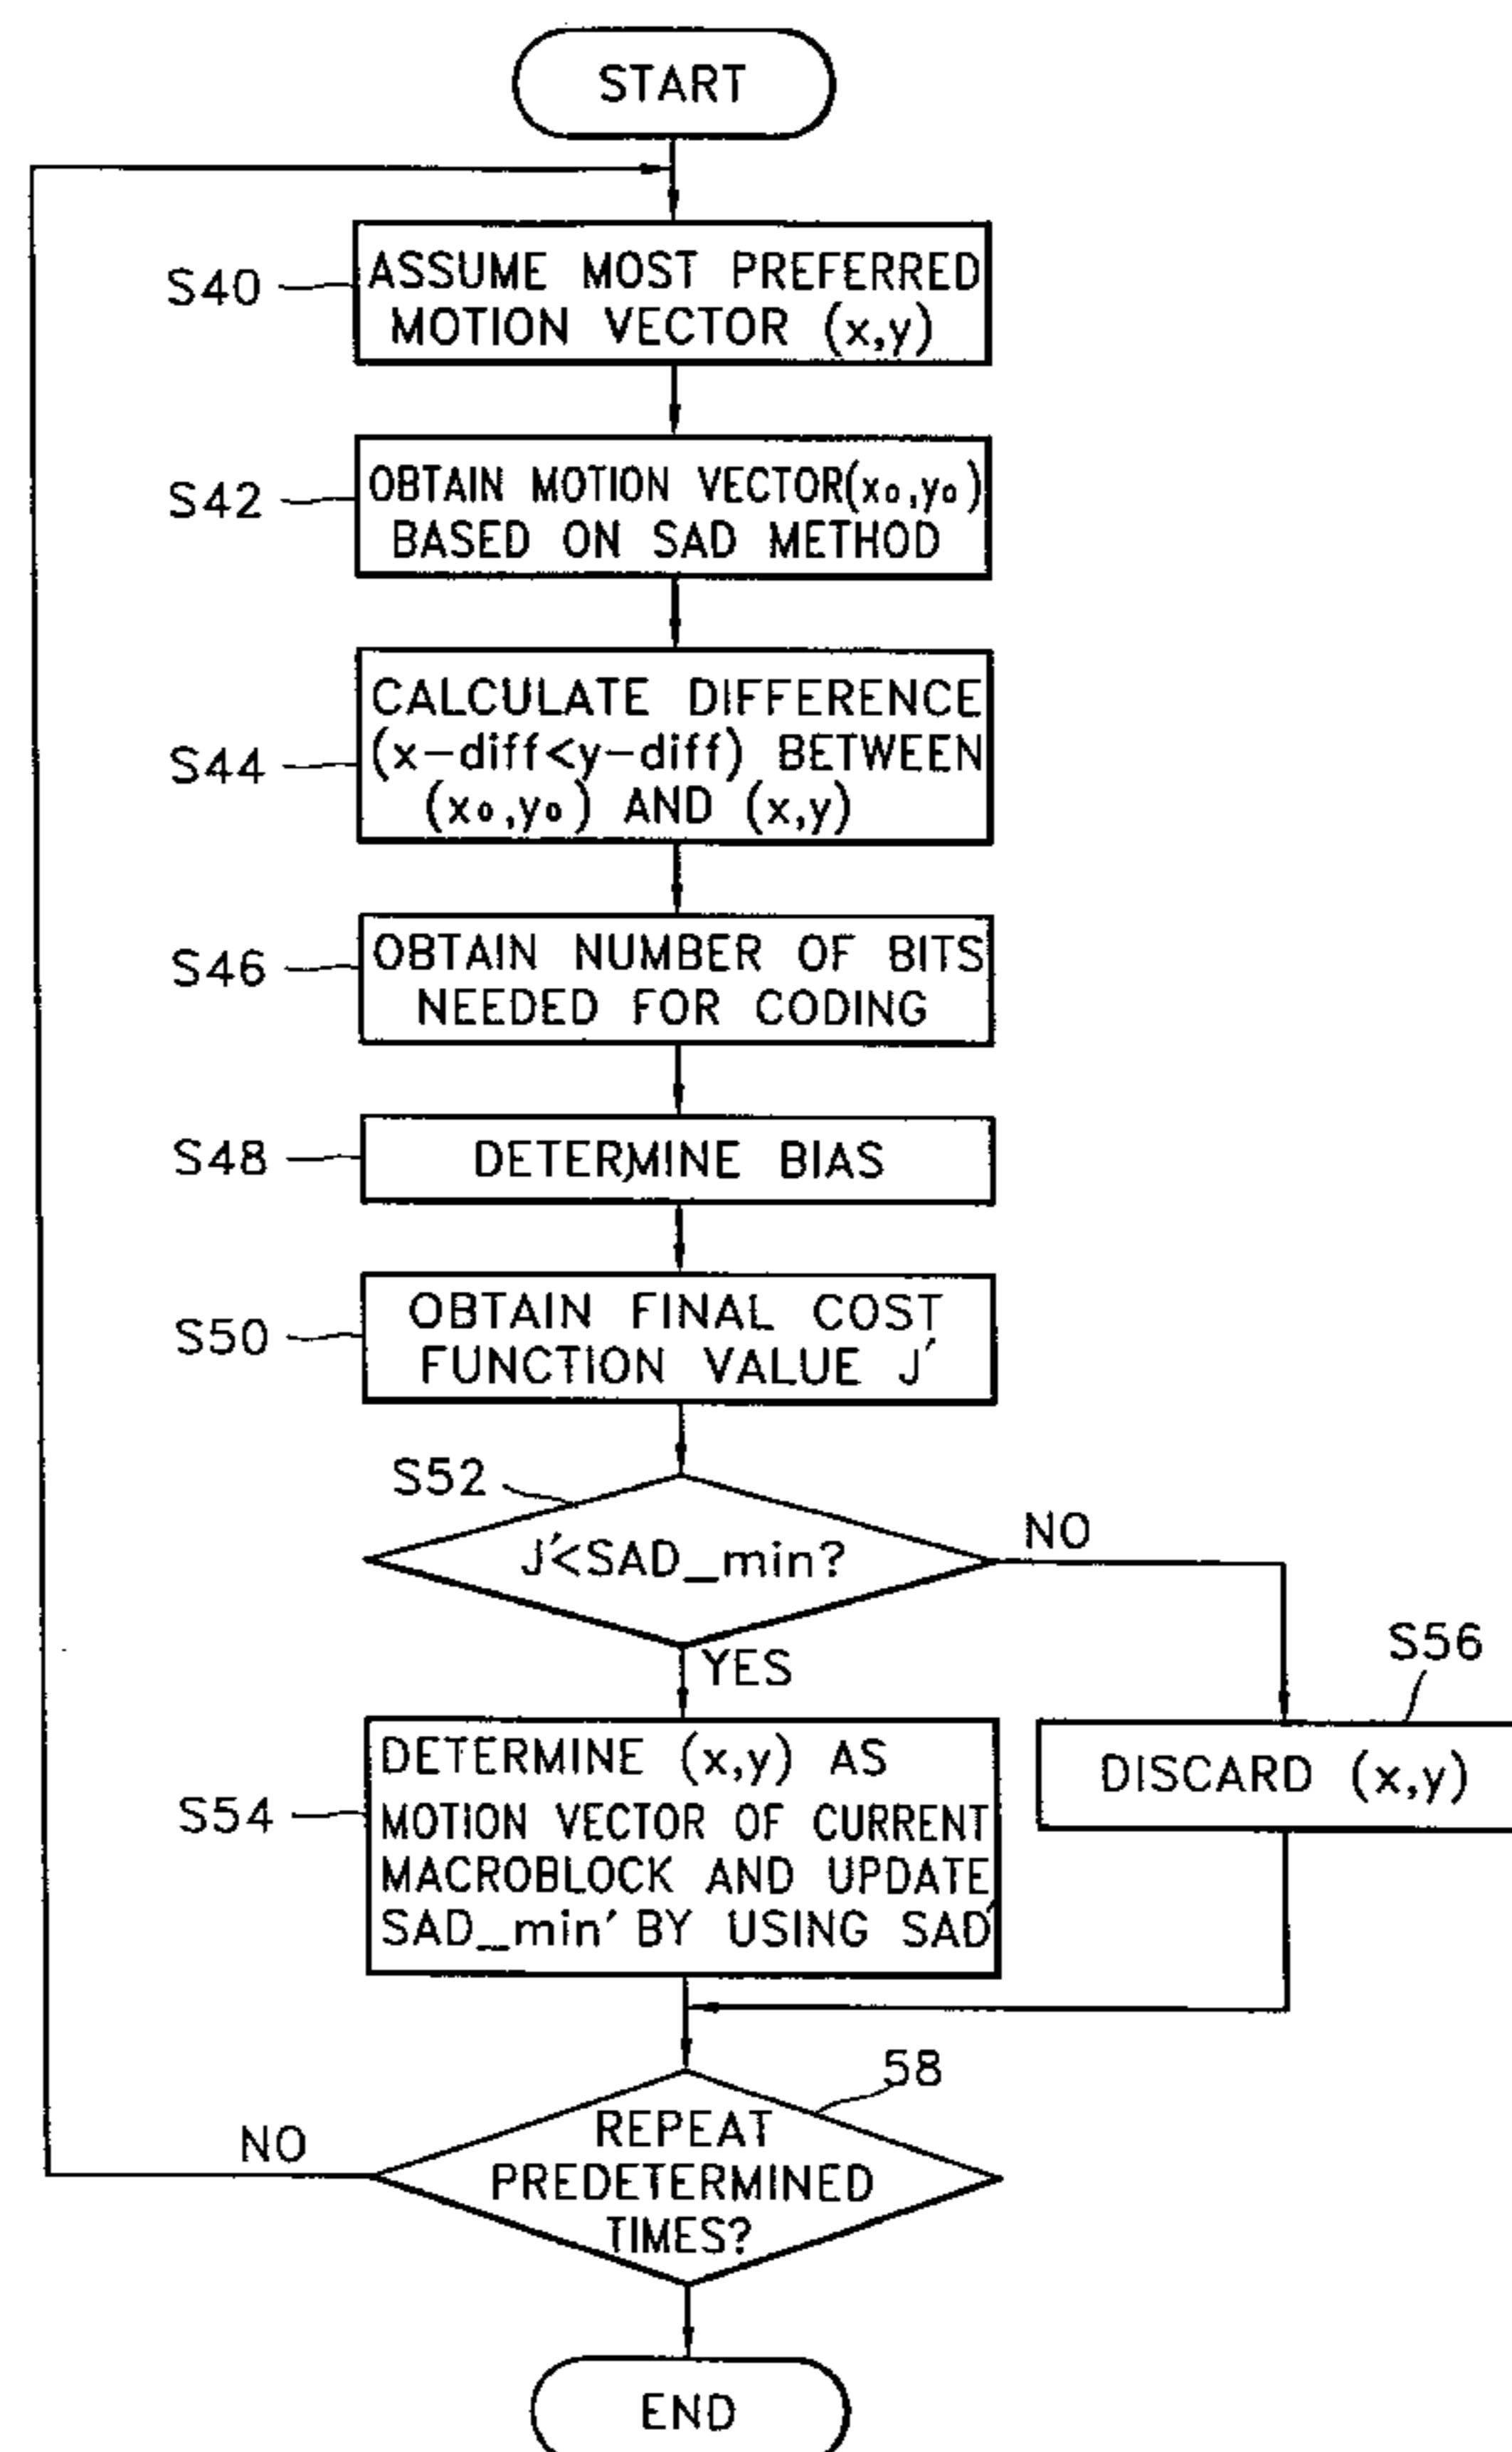 START
S40
ASSUME MOST PREFERRED
MOTION VECTOR (x,y)
S42
OBTAIN MOTION VECTOR(x₀,y₀)
BASED ON SAD METHOD
S44
CALCULATE DIFFERENCE
(x-diff<y-diff) BETWEEN
(x₀,y₀) AND (x,y)
S46
OBTAIN NUMBER OF BITS
NEEDED FOR CODING
S48
DETERMINE BIAS
S50
OBTAIN FINAL COST
FUNCTION VALUE J'
S52
J'<SAD_min?
NO
YES
S54
DETERMINE (x,y) AS
MOTION VECTOR OF CURRENT
MACROBLOCK AND UPDATE
SAD_min' BY USING SAD'
S56
DISCARD (x,y)
58
REPEAT
PREDETERMINED
TIMES?
NO
END